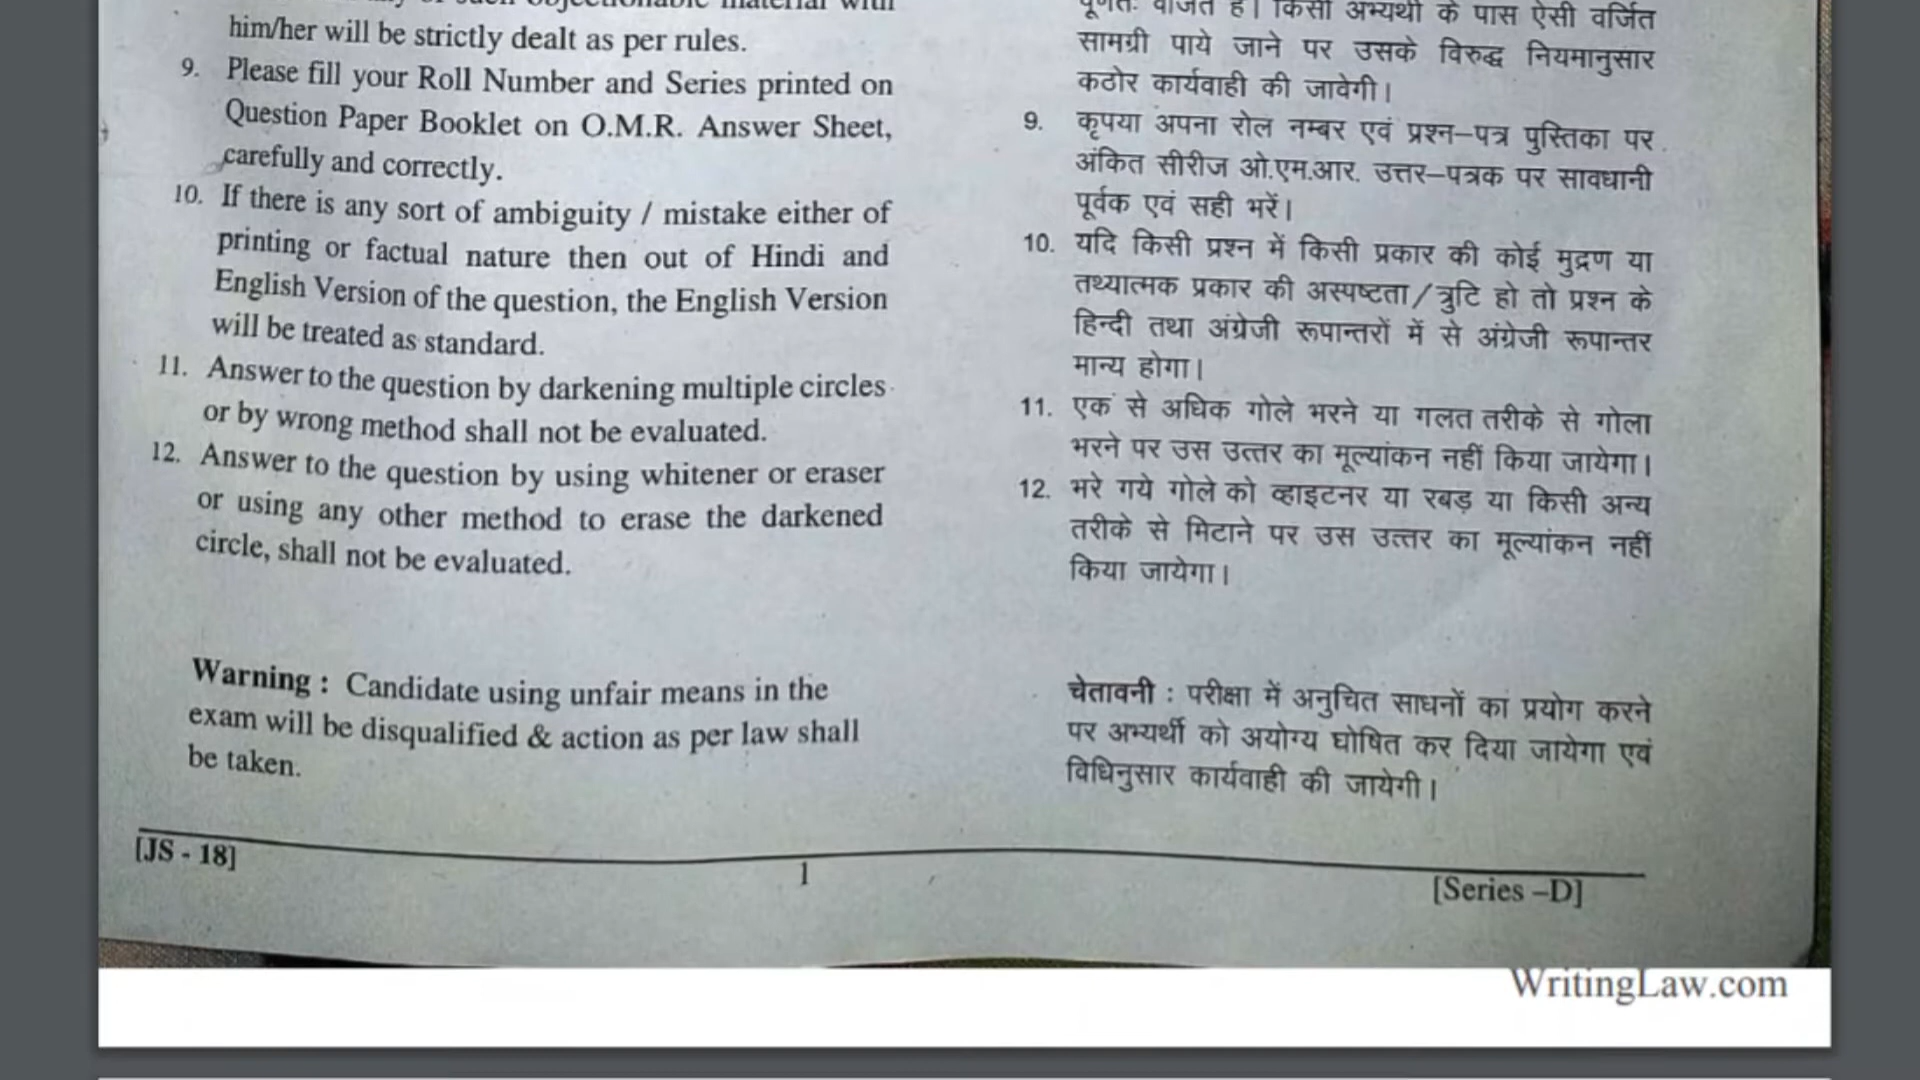 him/her will be strictly dealt as per rules.
9. Please fill your Roll Number and Series printed on
Question Paper Booklet on O.M.R. Answer Sheet,
carefully and correctly.
10. If there is any sort of ambiguity / mistake either of
printing or factual nature then out of Hindi and
English Version of the question, the English Version
will be treated as standard.
11. Answer to the question by darkening multiple circles
or by wrong method shall not be evaluated.
12. Answer to the question by using whitener or eraser
or using any other method to erase the darkened
circle, shall not be evaluated.
Warning : Candidate using unfair means in the
exam will be disqualified & action as per law shall
be taken.
पूर्णतः वर्जित है। किसी अभ्यर्थी के पास ऐसी वर्जित
सामग्री पाये जाने पर उसके विरुद्ध नियमानुसार
कठोर कार्यवाही की जावेगी।
9. कृपया अपना रोल नम्बर एवं प्रश्न–पत्र पुस्तिका पर
अंकित सीरीज ओ.एम.आर. उत्तर–पत्रक पर सावधानी
पूर्वक एवं सही भरें।
10. यदि किसी प्रश्न में किसी प्रकार की कोई मुद्रण या
तथ्यात्मक प्रकार की अस्पष्टता/त्रुटि हो तो प्रश्न के
हिन्दी तथा अंग्रेजी रूपान्तरों में से अंग्रेजी रूपान्तर
मान्य होगा।
11. एक से अधिक गोले भरने या गलत तरीके से गोला
भरने पर उस उत्तर का मूल्यांकन नहीं किया जायेगा।
12. भरे गये गोले को व्हाइटनर या रबड़ या किसी अन्य
तरीके से मिटाने पर उस उत्तर का मूल्यांकन नहीं
किया जायेगा।
चेतावनी : परीक्षा में अनुचित साधनों का प्रयोग करने
पर अभ्यर्थी को अयोग्य घोषित कर दिया जायेगा एवं
विधिनुसार कार्यवाही की जायेगी।
[JS - 18]
1
[Series –D]
WritingLaw.com